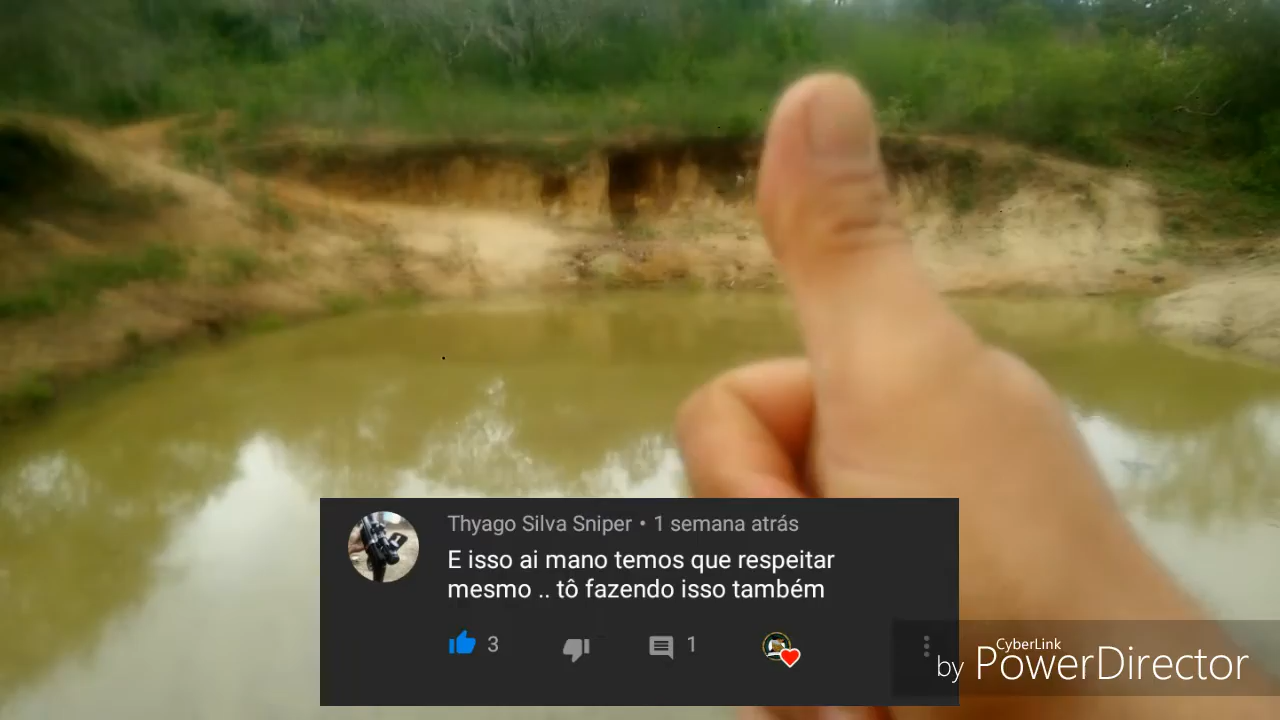 Thyago Silva Sniper • 1 semana atrás
E isso ai mano temos que respeitar
mesmo .. tô fazendo isso também
3
1
CyberLink
by PowerDirector